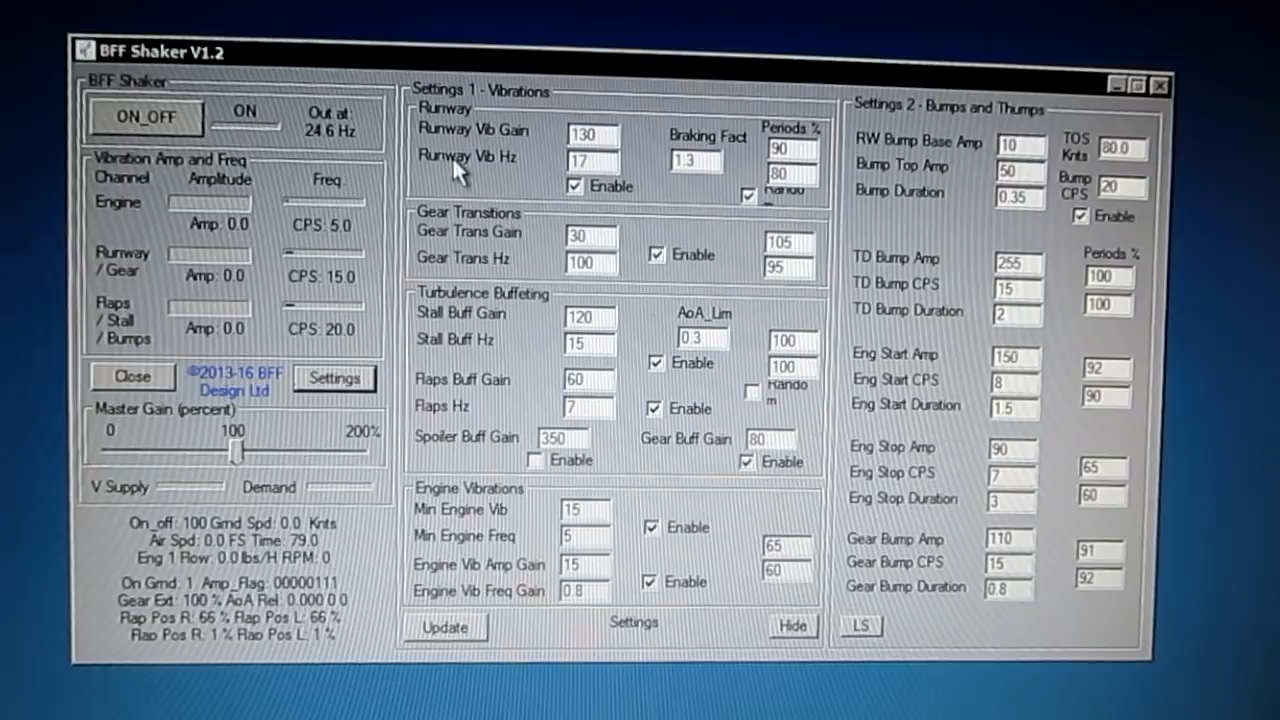 BFF Shaker V1.2
BFF Shaker
ON_OFF
ON
Out at:
24.6 Hz
Vibration Amp and Freq
Channel Amplitude Freq.
Engine
Amp: 0.0 CPS: 5.0
Runway
/ Gear
Amp: 0.0 CPS: 15.0
Flaps
/ Stall
/ Bumps
Amp: 0.0 CPS: 20.0
Close
©2013-16 BFF
Design Ltd
Settings
Master Gain (percent)
0 100 200%
V Supply Demand
On_off: 100 Grnd Spd: 0.0 Knts
Air Spd: 0.0 FS Time: 79.0
Eng 1 Flow: 0.0 lbs/H RPM: 0
On Grnd: 1 Amp_Flag: 00000111
Gear Ext: 100 % AoA Rel: 0.000 0 0
Flap Pos R: 66 % Flap Pos L: 66 %
Flap Pos R: 1 % Flap Pos L: 1 %
Settings 1 - Vibrations
Runway
Runway Vib Gain 130
Runway Vib Hz 17
Enable
Braking Fact
1.3
Periods %
90
80
Gear Transitions
Gear Trans Gain 30
Gear Trans Hz 100
Enable
105
95
Turbulence Buffeting
Stall Buff Gain 120
Stall Buff Hz 15
AoA_Lim
0.3
Enable
100
100
Rando
m
Flaps Buff Gain 60
Flaps Hz 7
Enable
Spoiler Buff Gain 350
Enable
Gear Buff Gain 80
Enable
Engine Vibrations
Min Engine Vib 15
Min Engine Freq 5
Enable
Engine Vib Amp Gain 15
Engine Vib Freq Gain 0.8
Enable
65
60
Update
Settings
Hide
Settings 2 - Bumps and Thumps
RW Bump Base Amp 10
Bump Top Amp 50
Bump Duration 0.35
TOS
Knts 80.0
Bump
CPS 20
Enable
TD Bump Amp 255
TD Bump CPS 15
TD Bump Duration 2
Periods %
100
100
Eng Start Amp 150
Eng Start CPS 8
Eng Start Duration 1.5
92
90
Eng Stop Amp 90
Eng Stop CPS 7
Eng Stop Duration 3
65
60
Gear Bump Amp 110
Gear Bump CPS 15
Gear Bump Duration 0.8
91
92
LS